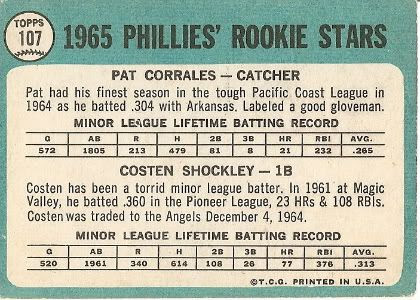 TOPPS
107
1965 PHILLIES' ROOKIE STARS
PAT CORRALES — CATCHER
Pat had his finest season in the tough Pacific Coast League in
1964 as he batted .304 with Arkansas. Labeled a good gloveman.
MINOR LEAGUE LIFETIME BATTING RECORD
G AB R H 2B 3B HR RBI AVG.
572 1805 213 479 81 8 21 232 .265
COSTEN SHOCKLEY — 1B
Costen has been a torrid minor league batter. In 1961 at Magic
Valley, he batted .360 in the Pioneer League, 23 HRs & 108 RBIs.
Costen was traded to the Angels December 4, 1964.
MINOR LEAGUE LIFETIME BATTING RECORD
G AB R H 2B 3B HR RBI AVG.
520 1961 340 614 108 26 77 376 .313
©T.C.G. PRINTED IN U.S.A.